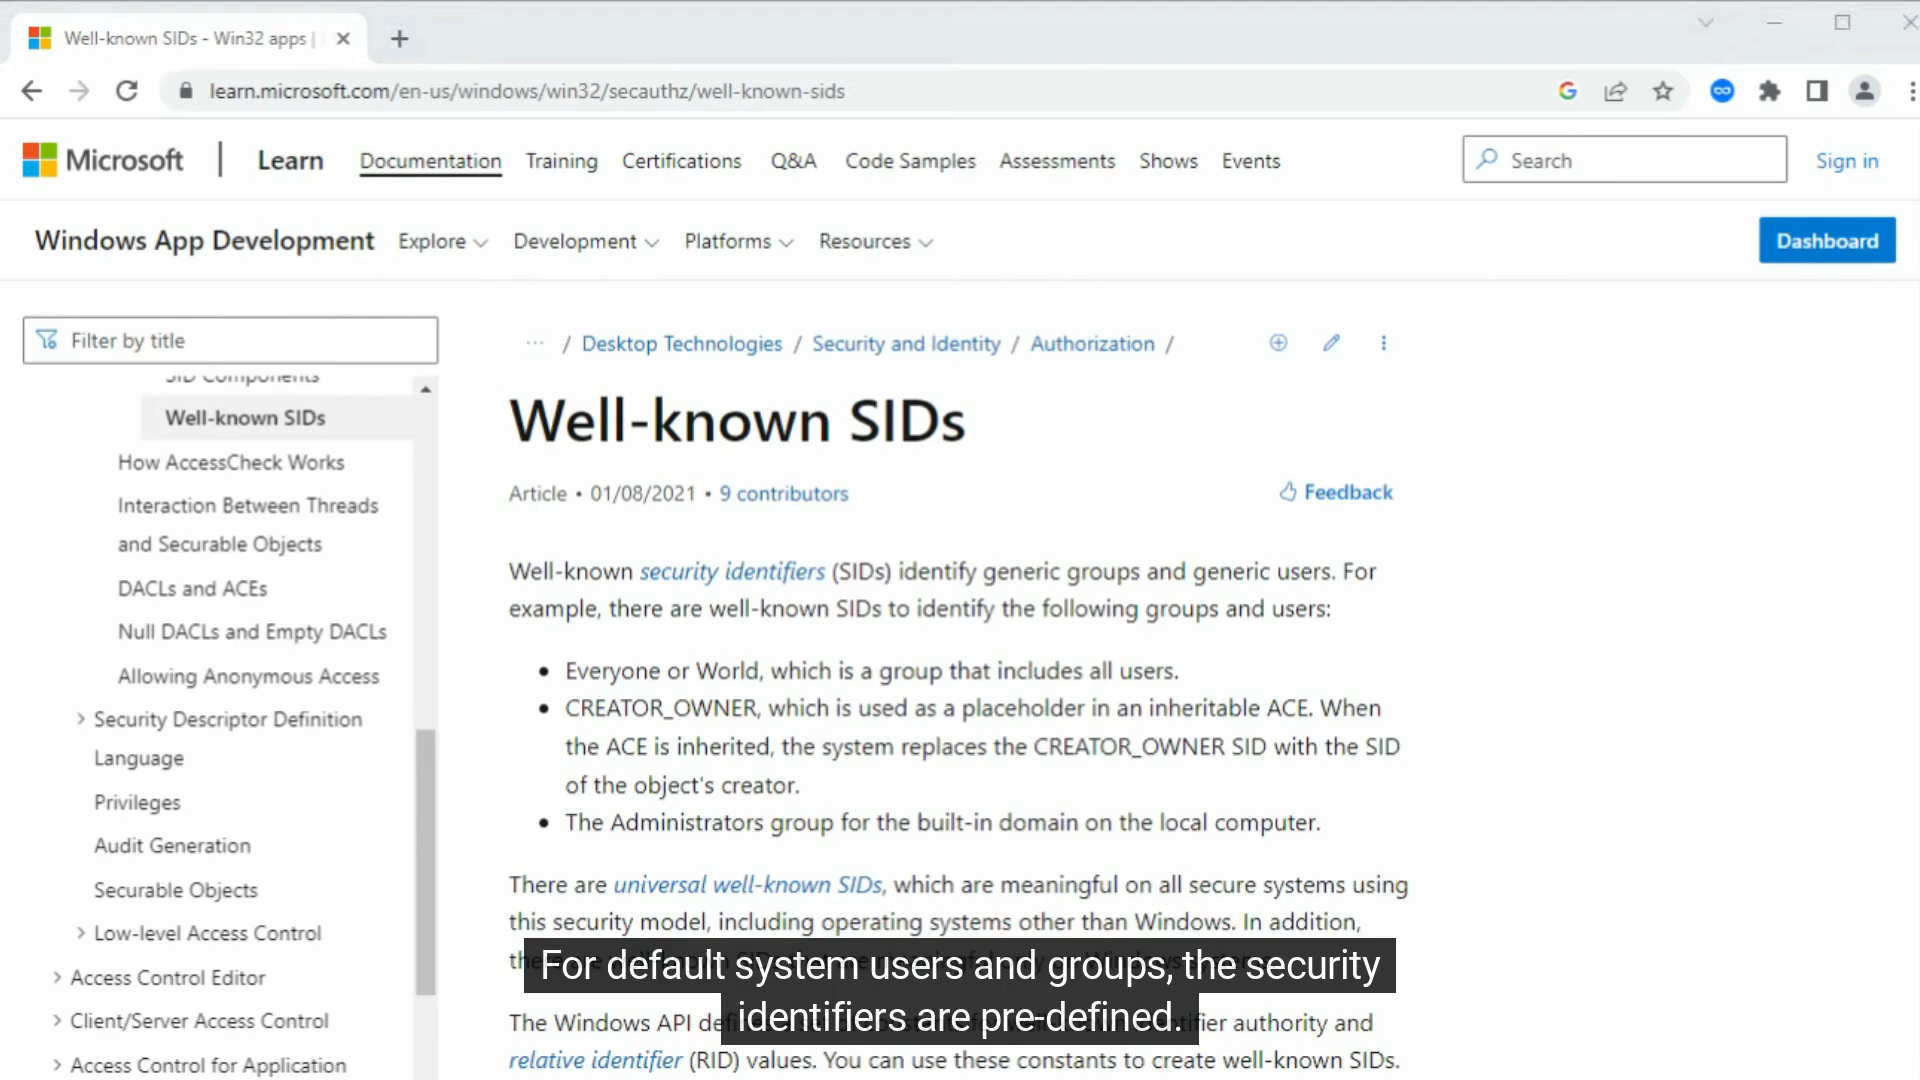 Well-known SIDs - Win32 apps |
learn.microsoft.com/en-us/windows/win32/secauthz/well-known-sids
Microsoft | Learn Documentation Training Certifications Q&A Code Samples Assessments Shows Events Search Sign in
Windows App Development Explore Development Platforms Resources Dashboard
Filter by title
SID Components
Well-known SIDs
How AccessCheck Works
Interaction Between Threads
and Securable Objects
DACLs and ACEs
Null DACLs and Empty DACLs
Allowing Anonymous Access
Security Descriptor Definition
Language
Privileges
Audit Generation
Securable Objects
Low-level Access Control
Access Control Editor
Client/Server Access Control
Access Control for Application
... / Desktop Technologies / Security and Identity / Authorization /
Well-known SIDs
Article • 01/08/2021 • 9 contributors
Feedback
Well-known security identifiers (SIDs) identify generic groups and generic users. For
example, there are well-known SIDs to identify the following groups and users:
• Everyone or World, which is a group that includes all users.
• CREATOR_OWNER, which is used as a placeholder in an inheritable ACE. When
the ACE is inherited, the system replaces the CREATOR_OWNER SID with the SID
of the object's creator.
• The Administrators group for the built-in domain on the local computer.
There are universal well-known SIDs, which are meaningful on all secure systems using
this security model, including operating systems other than Windows. In addition,
For default system users and groups, the security
identifiers are pre-defined.
The Windows API authority and
relative identifier (RID) values. You can use these constants to create well-known SIDs.